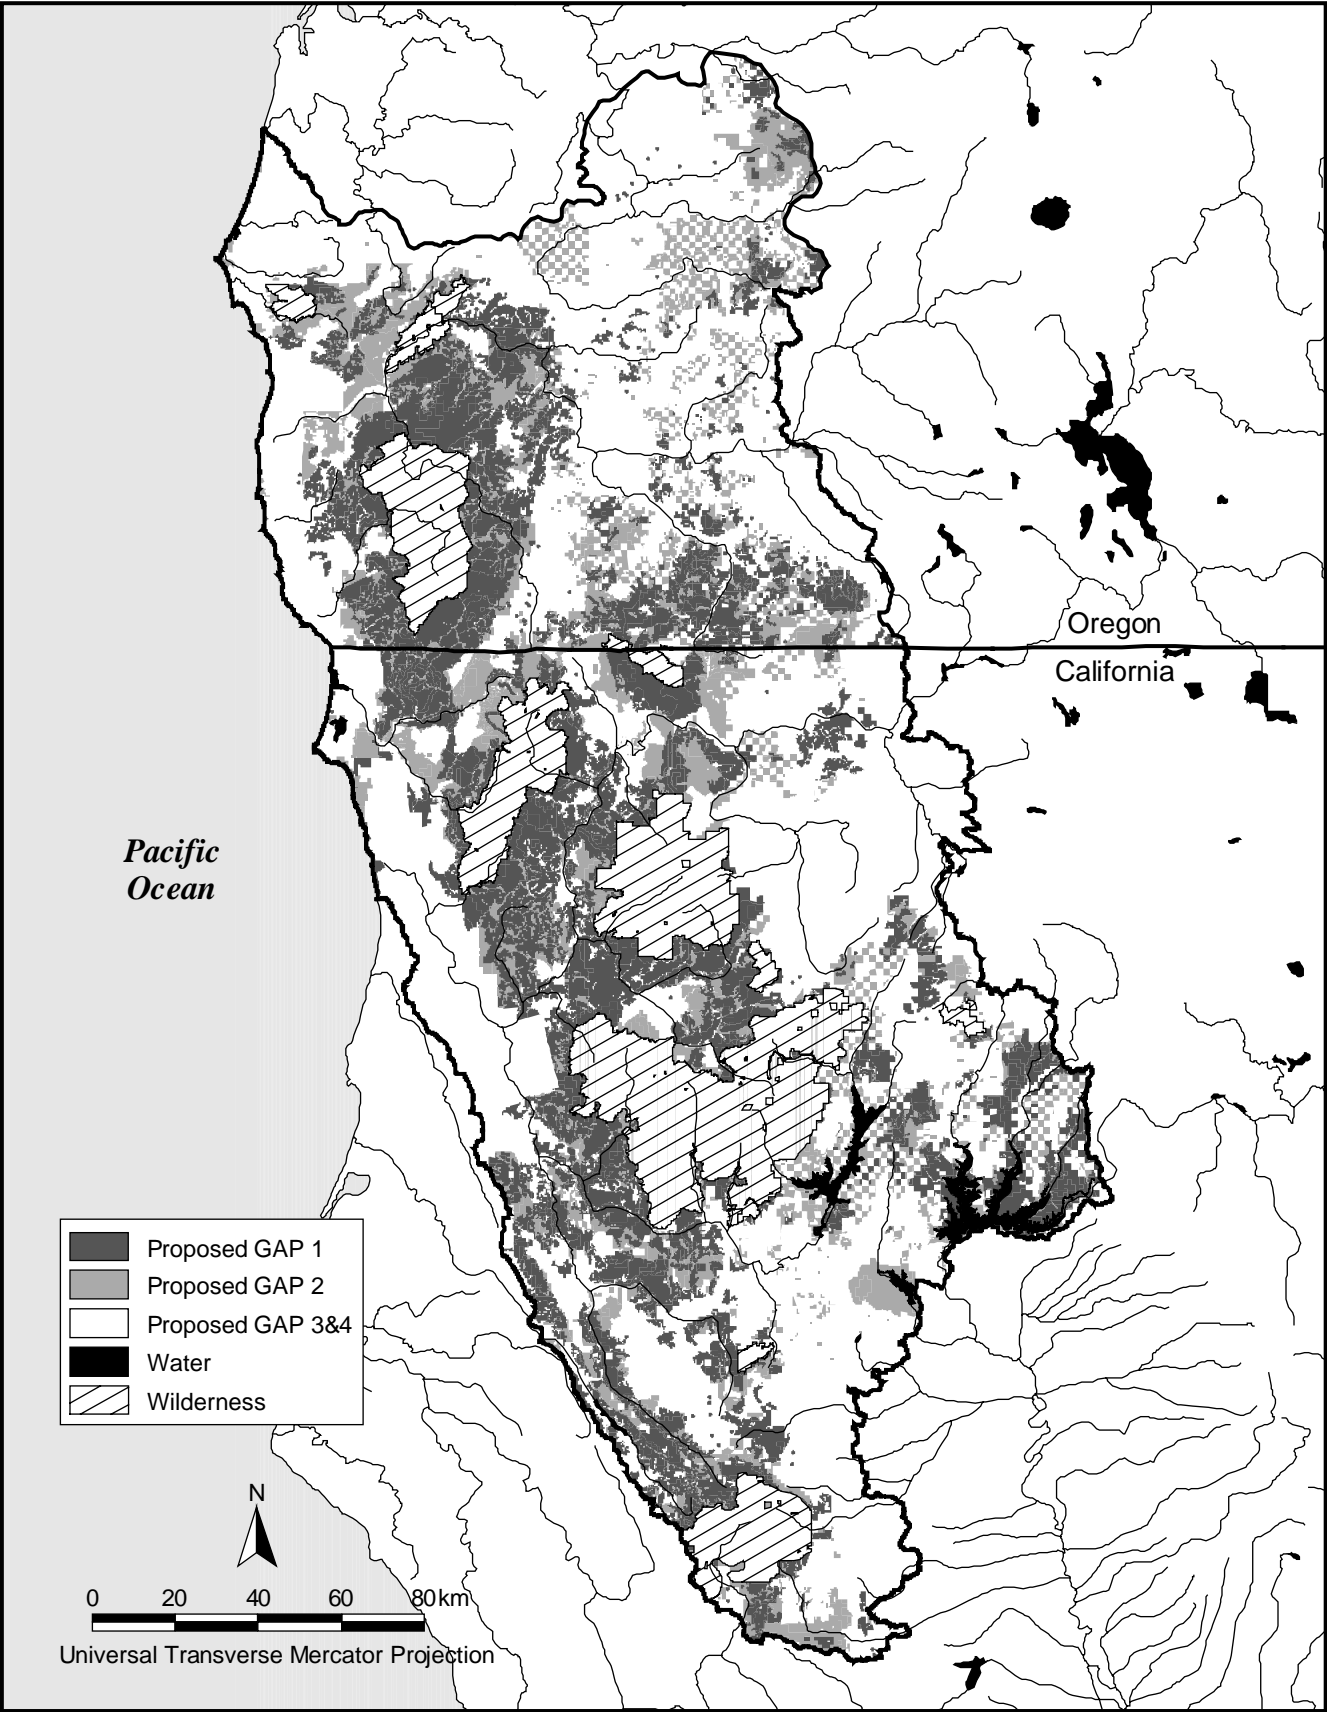 Oregon
California
Pacific
Ocean
Proposed GAP 1
Proposed GAP 2
Proposed GAP 3&4
Water
Wilderness
N
0 20 40 60 80km
Universal Transverse Mercator Projection